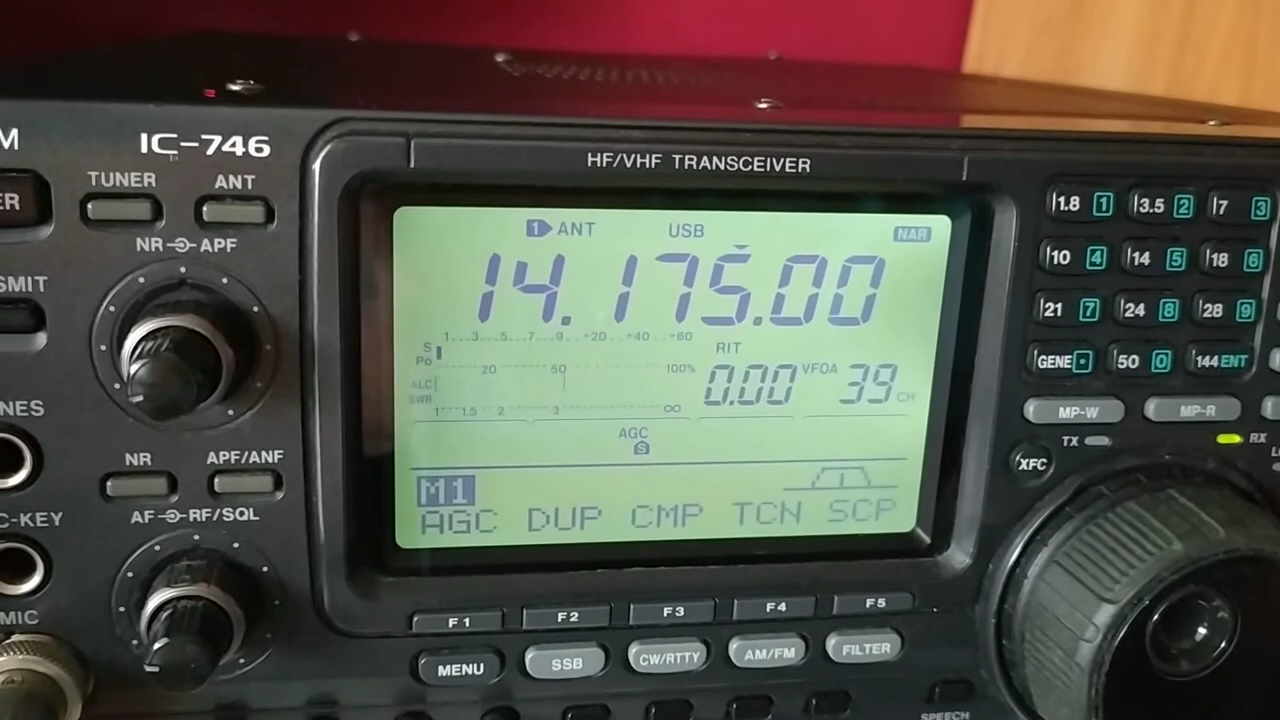 M
IC-746
HF/VHF TRANSCEIVER
TUNER ANT
ER
NR APF
SMIT
NES
NR APF/ANF
AF RF/SQL
C-KEY
MIC
1 ANT USB NAR
14.175.00
1 3 5 7 9 +20 +40 +60
S
Po
20 50 100%
ALC
SWR
1 1.5 2 3 ∞
RIT
0.00 VFOA 39 CH
AGC
S
M1
AGC DUP CMP TCN SCP
F1 F2 F3 F4 F5
MENU SSB CW/RTTY AM/FM FILTER
1.8 1 3.5 2 7 3
10 4 14 5 18 6
21 7 24 8 28 9
GENE • 50 0 144 ENT
MP-W MP-R
TX RX
XFC
SPEECH